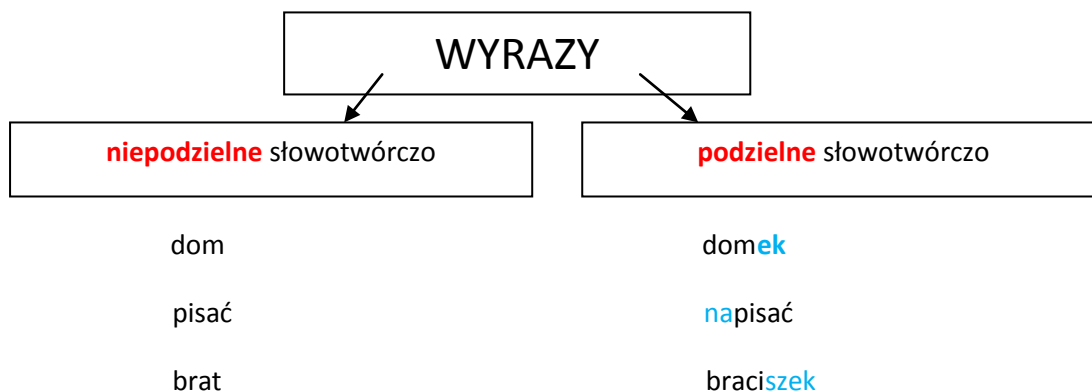 WYRAZY
niepodzielne słowotwórczo
podzielne słowotwórczo
dom
domek
pisać
napisać
brat
braciszek